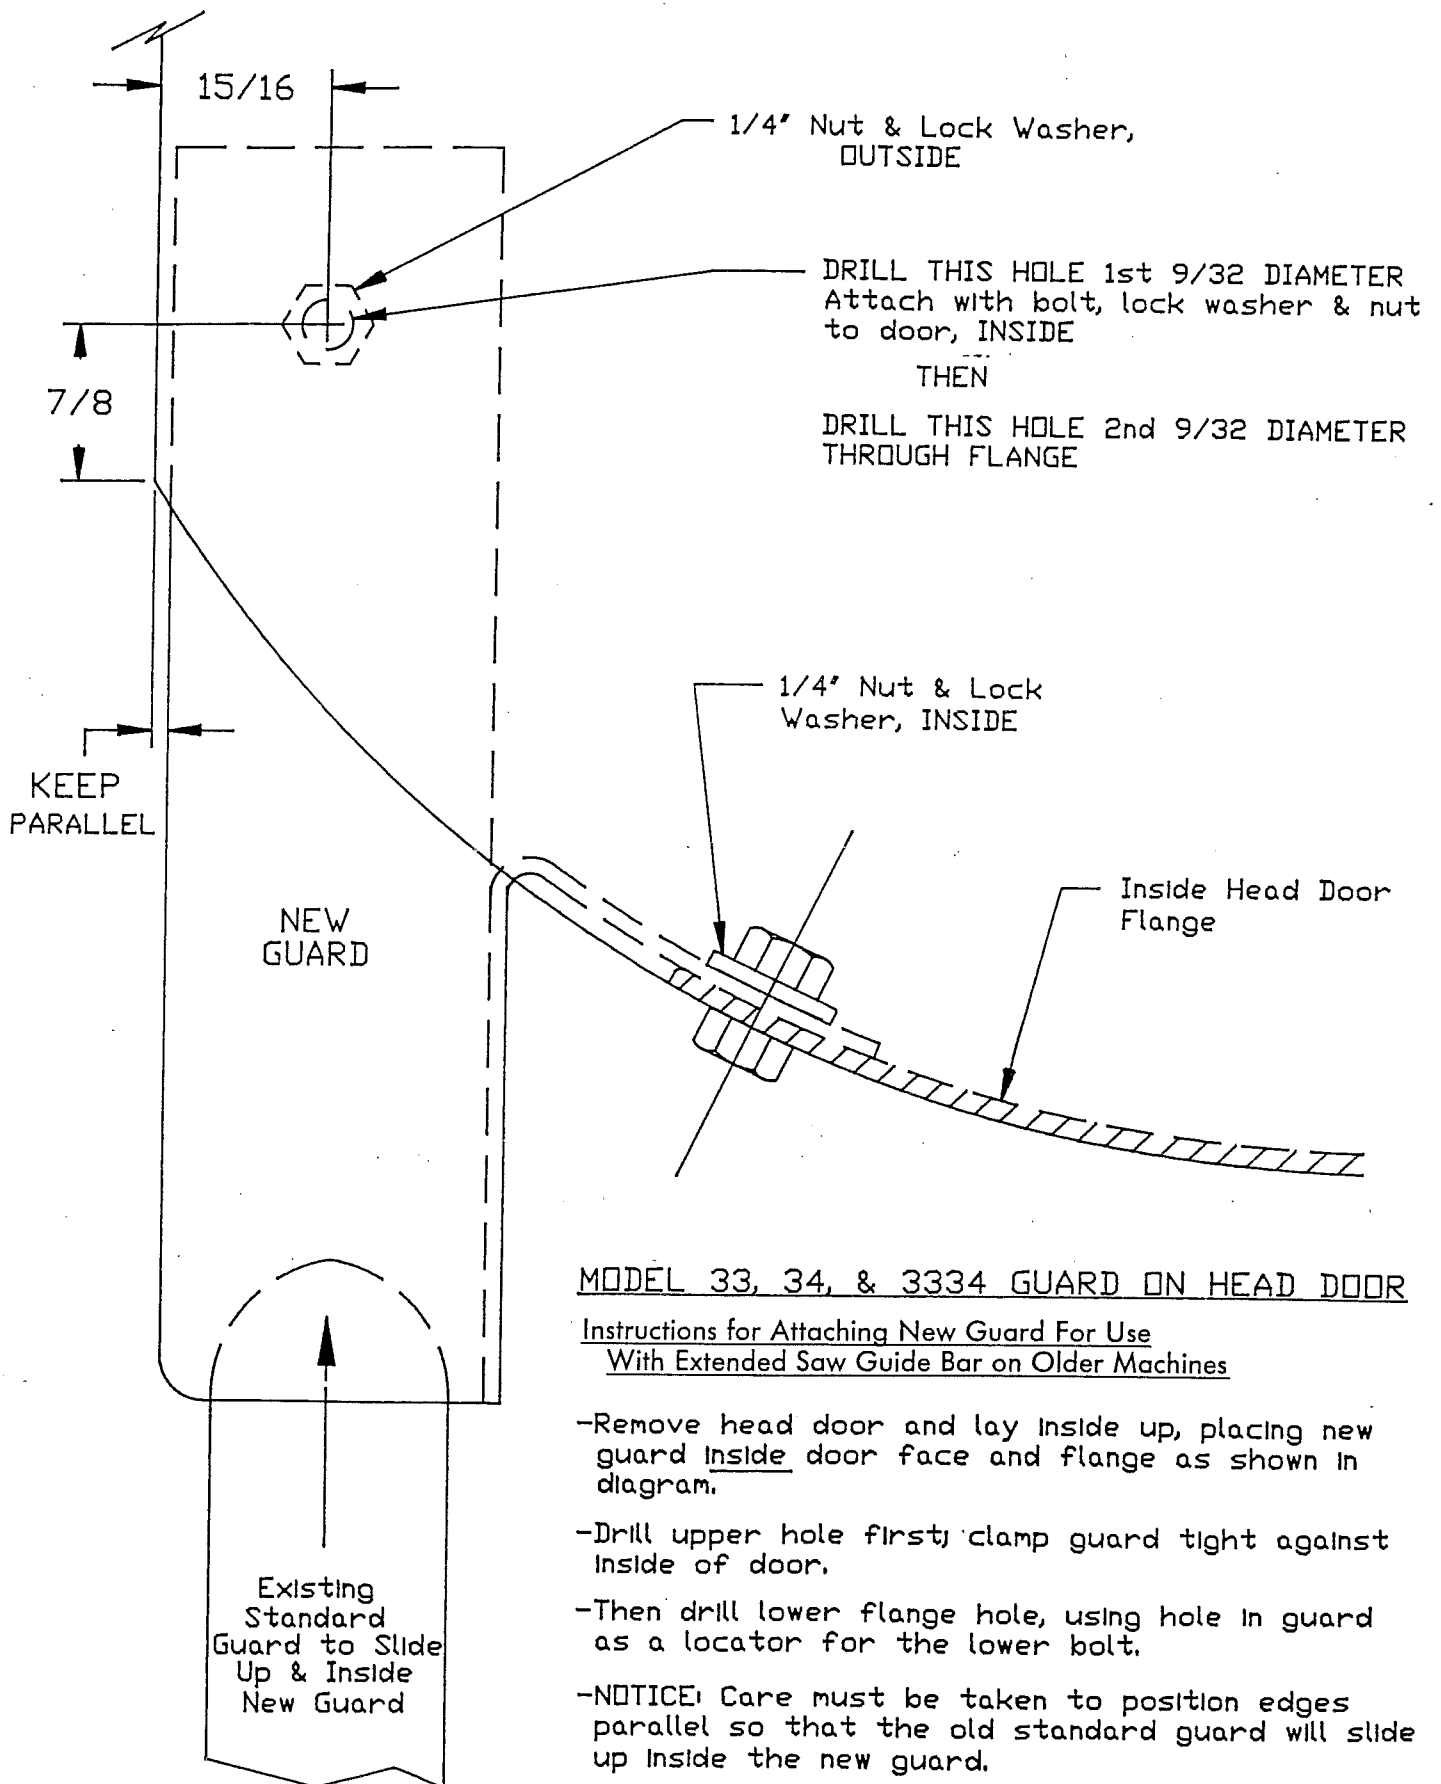 15/16
1/4" Nut & Lock Washer,
OUTSIDE
DRILL THIS HOLE 1st 9/32 DIAMETER
Attach with bolt, lock washer & nut
to door, INSIDE
THEN
7/8
DRILL THIS HOLE 2nd 9/32 DIAMETER
THROUGH FLANGE
1/4" Nut & Lock
Washer, INSIDE
KEEP
PARALLEL
Inside Head Door
Flange
NEW
GUARD
MODEL 33, 34, & 3334 GUARD ON HEAD DOOR
Instructions for Attaching New Guard For Use
With Extended Saw Guide Bar on Older Machines
-Remove head door and lay inside up, placing new
guard inside door face and flange as shown in
diagram.
-Drill upper hole first; clamp guard tight against
inside of door.
-Then drill lower flange hole, using hole in guard
as a locator for the lower bolt.
-NOTICE: Care must be taken to position edges
parallel so that the old standard guard will slide
up inside the new guard.
Existing
Standard
Guard to Slide
Up & Inside
New Guard